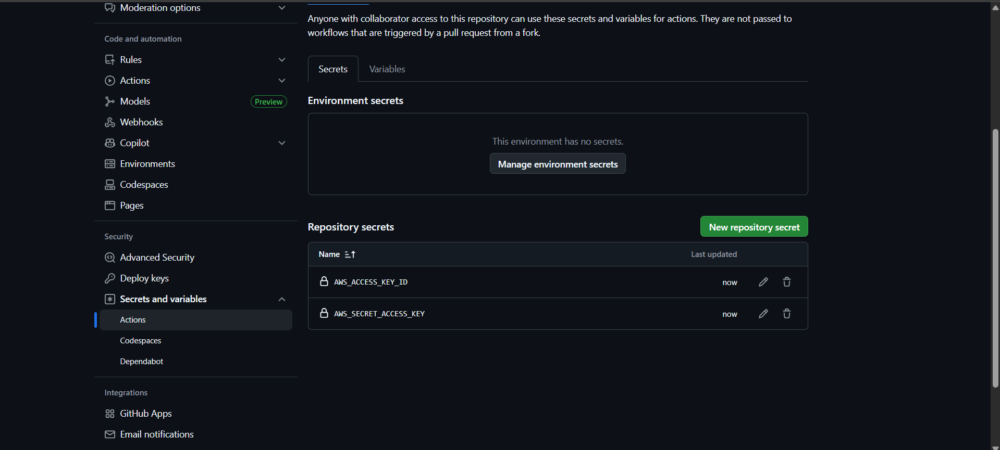 Moderation options
Code and automation
Rules
Actions
Models
Preview
Webhooks
Copilot
Environments
Codespaces
Pages
Security
Advanced Security
Deploy keys
Secrets and variables
Actions
Codespaces
Dependabot
Integrations
GitHub Apps
Email notifications
Anyone with collaborator access to this repository can use these secrets and variables for actions. They are not passed to
workflows that are triggered by a pull request from a fork.
Secrets
Variables
Environment secrets
This environment has no secrets.
Manage environment secrets
Repository secrets
New repository secret
Name
Last updated
AWS_ACCESS_KEY_ID
now
AWS_SECRET_ACCESS_KEY
now